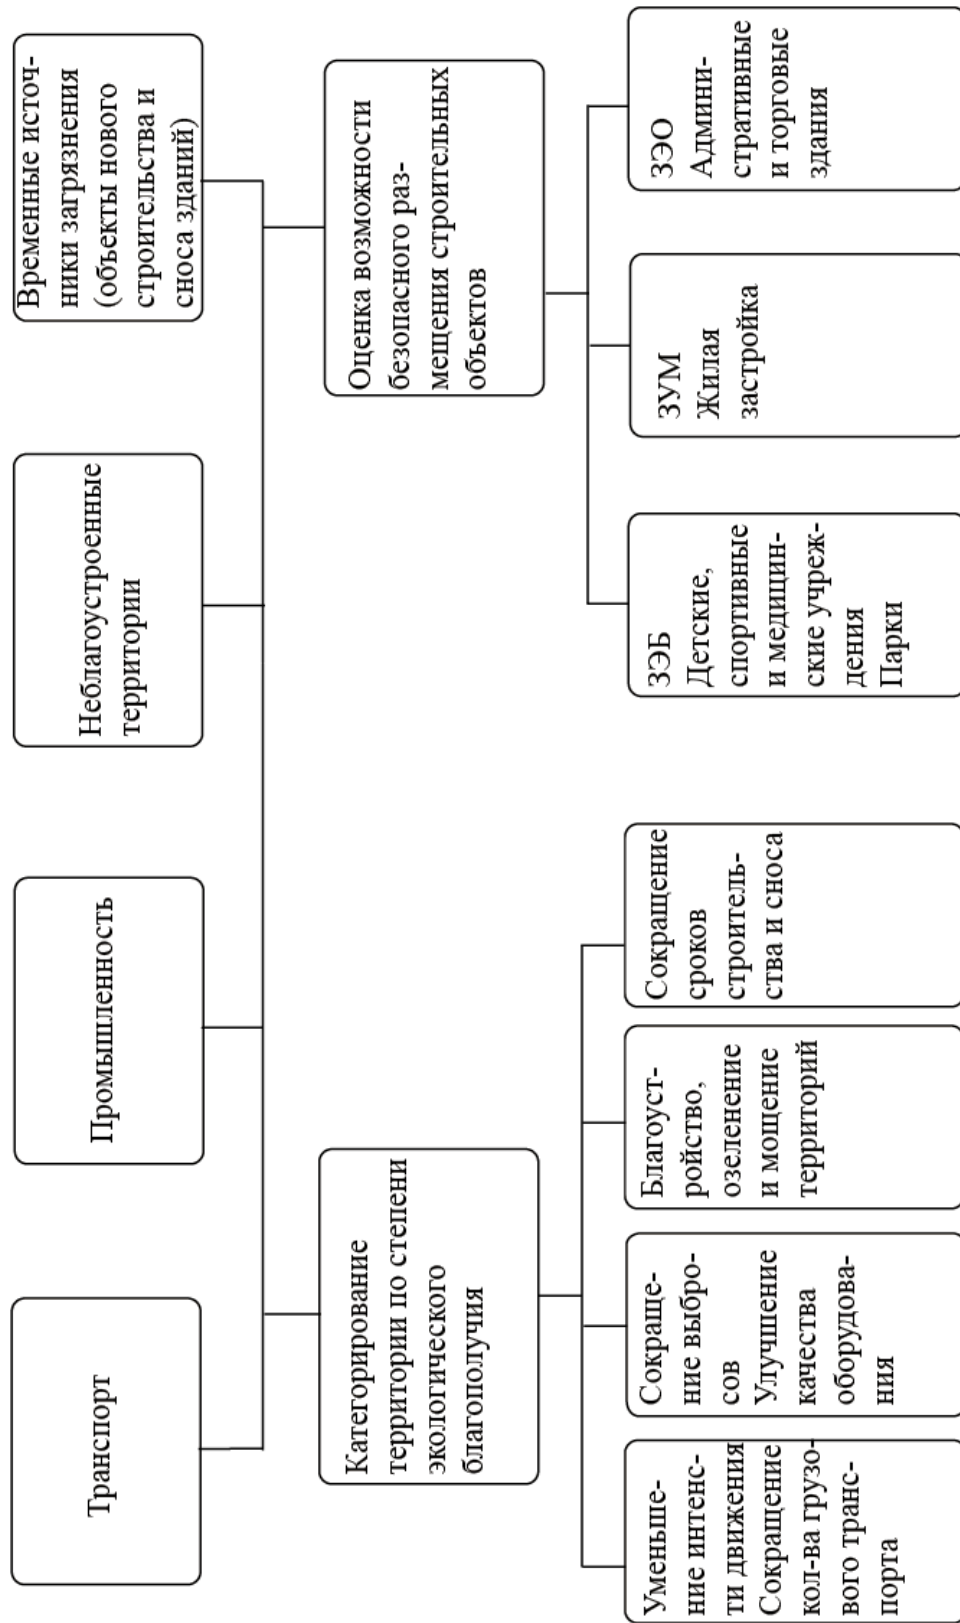 Транспорт
Промышленность
Неблагоустроенные
территории
Временные источ-
ники загрязнения
(объекты нового
строительства и
сноса зданий)
Категорирование
территории по степени
экологического
благополучия
Оценка возможности
безопасного раз-
мещения строительных
объектов
Уменьше-
ние интенс-
ти движения
Сокращение
кол-ва грузо-
вого транс-
порта
Сокраще-
ние выбро-
сов
Улучшение
качества
оборудова-
ния
Благоуст-
ройство,
озеленение
и мощение
территорий
Сокращение
сроков
строитель-
ства и сноса
ЗЭБ
Детские,
спортивные
и медицин-
ские учреж-
дения
Парки
ЗУМ
Жилая
застройка
ЗЭО
Админи-
стративные
и торговые
здания